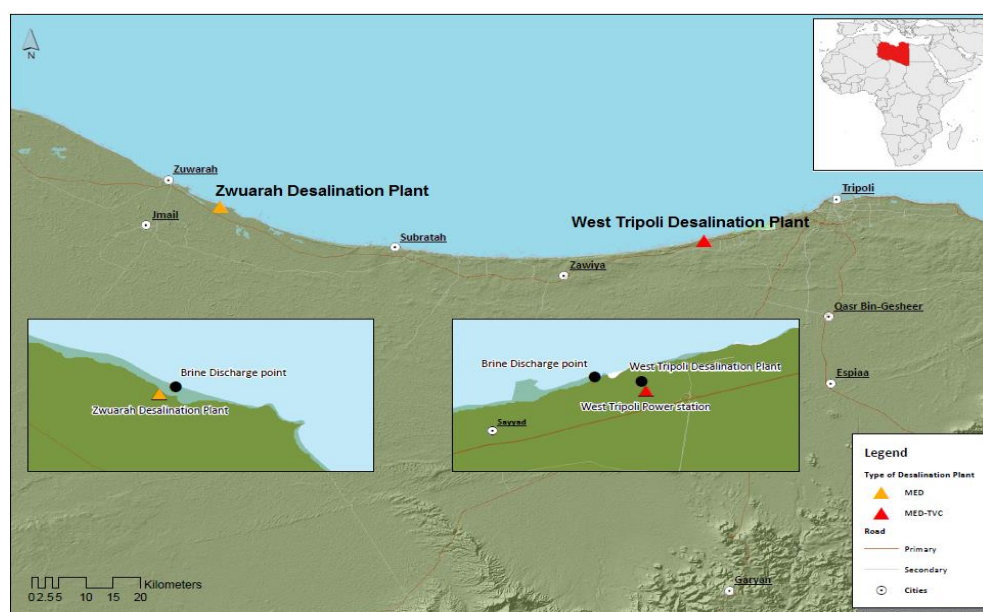 N
Zuwarah
Zwuarah Desalination Plant
Jmail
Tripoli
West Tripoli Desalination Plant
Subratah
Zawiya
Qasr Bin-Gesheer
Espiaa
Brine Discharge point
Zwuarah Desalination Plant
Brine Discharge point
West Tripoli Desalination Plant
West Tripoli Power station
Sayyad
Garyan
0 2.5 5 10 15 20
Kilometers
Legend
Type of Desalination Plant
MED
MED-TVC
Road
Primary
Secondary
Cities